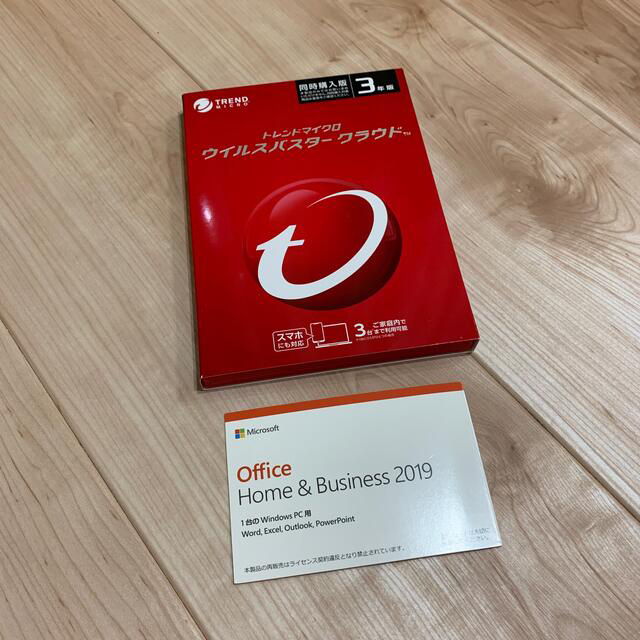 TREND
MICRO
同時購入版
3年版
トレンドマイクロ
ウイルスバスター クラウド™
スマホ
にも対応
3台
ご家庭内で
まで利用可能
Microsoft
Office
Home & Business 2019
1台の Windows PC 用
Word, Excel, Outlook, PowerPoint
本製品の再販売はライセンス契約違反となり禁止されています。